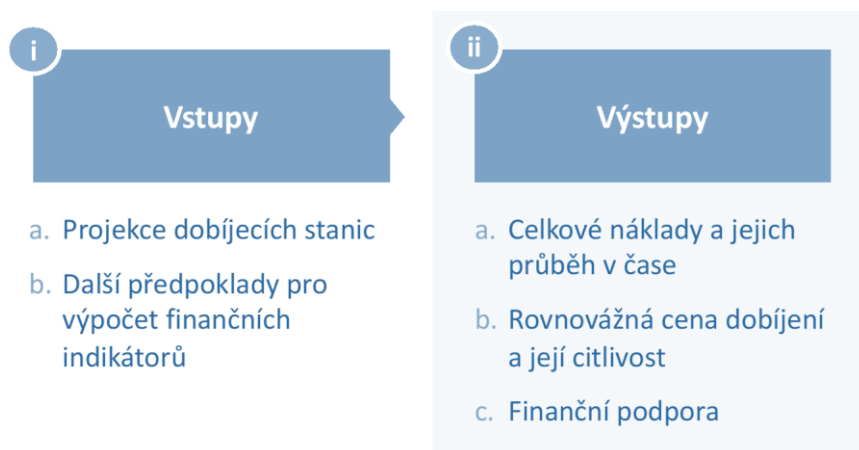 i
Vstupy
a. Projekce dobíjecích stanic
b. Další předpoklady pro
výpočet finančních
indikátorů
ii
Výstupy
a. Celkové náklady a jejich
průběh v čase
b. Rovnovážná cena dobíjení
a její citlivost
c. Finanční podpora